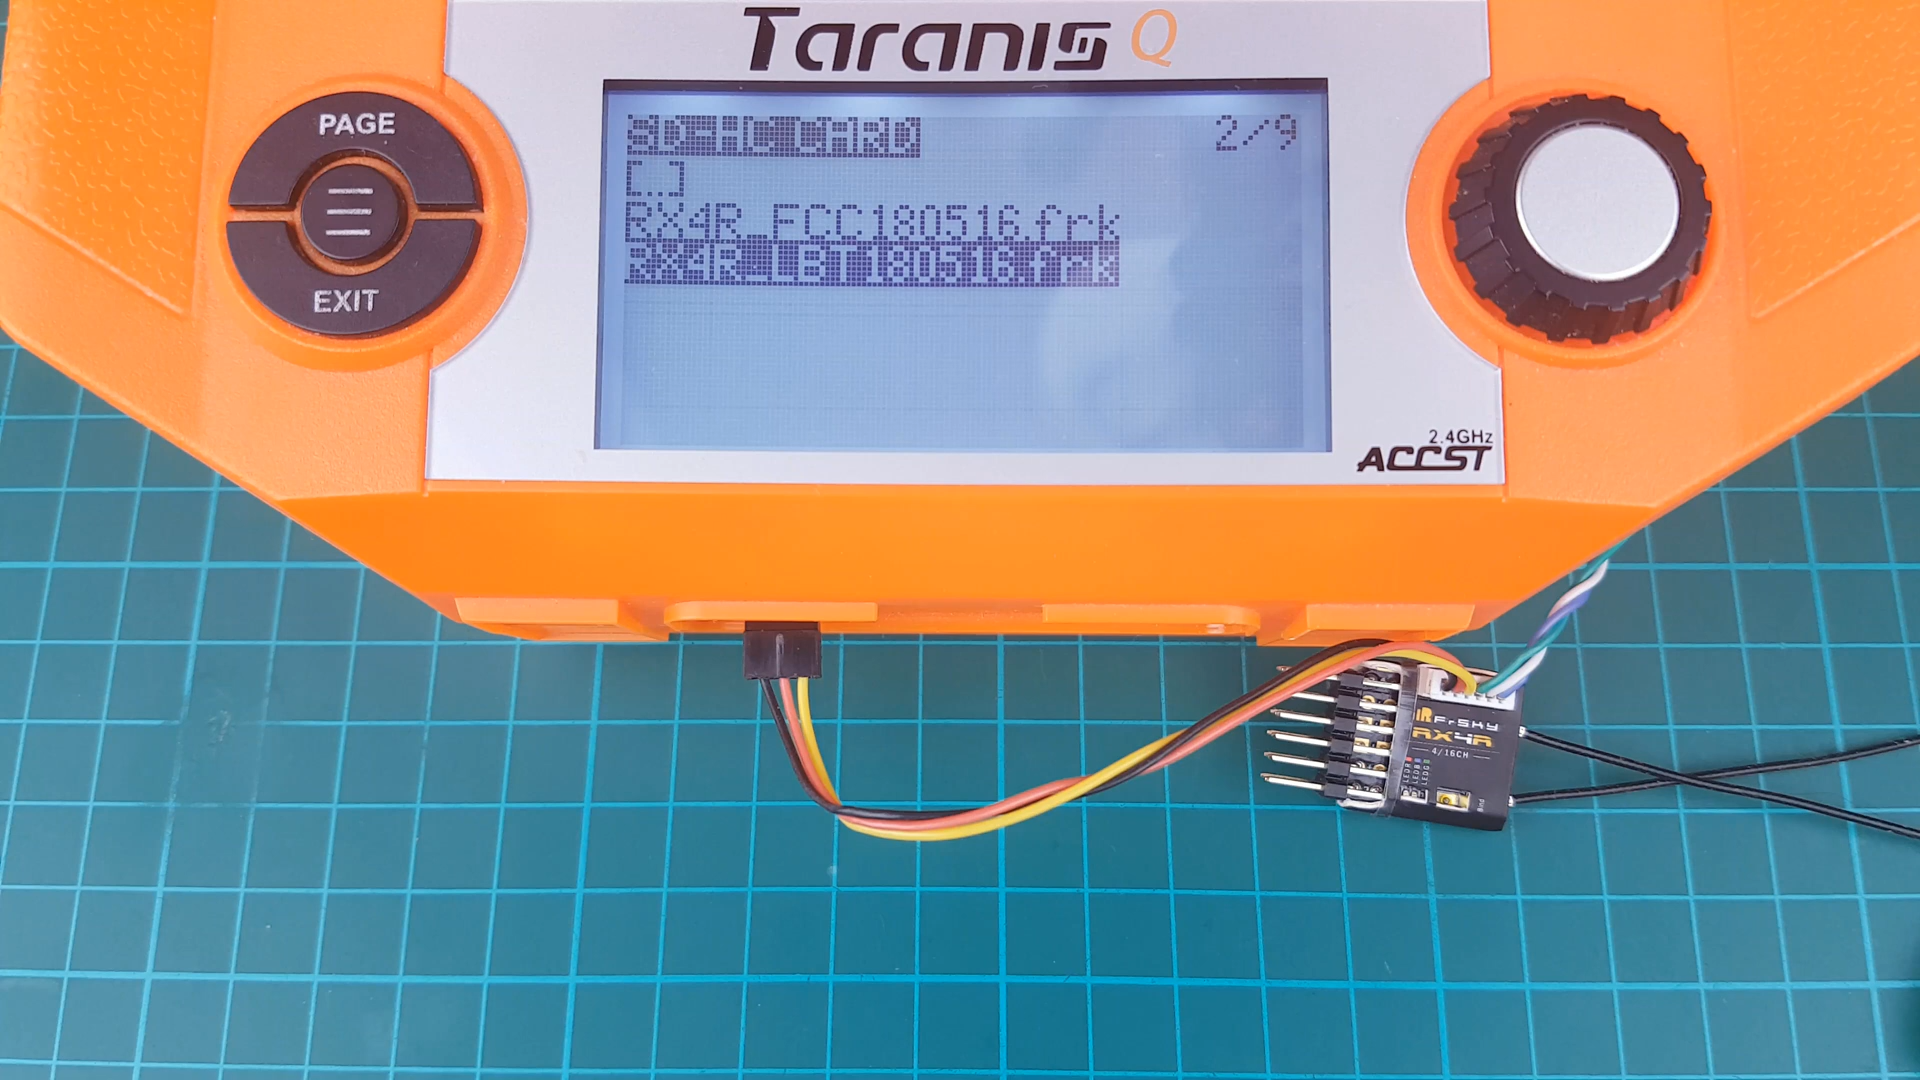 Taranis Q
PAGE
EXIT
SD-HC CARD 2/9
[..]
RX4R_FCC180516.frk
RX4R_LBT180516.frk
2.4GHz
ACCST
FrSKY
RX4R
4/16CH
Bnd